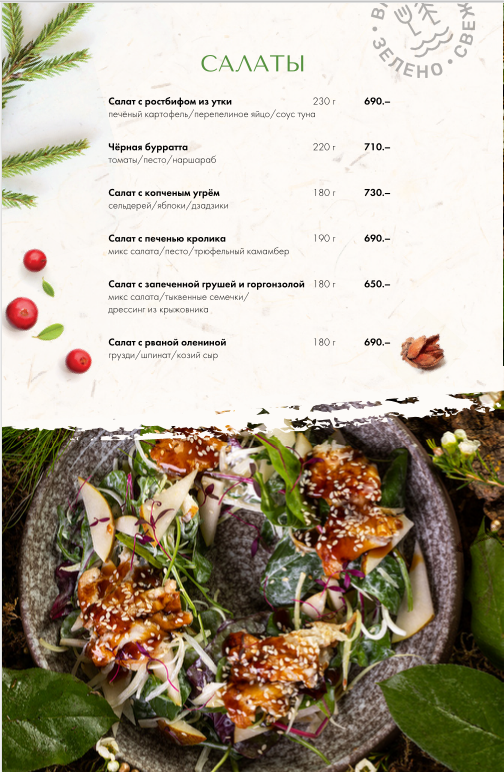 ЗЕЛЕНО • СВЕЖ
САЛАТЫ
Салат с ростбифом из утки 230 г 690.–
печёный картофель/перепелиное яйцо/соус туна
Чёрная бурратта 220 г 710.–
томаты/песто/наршараб
Салат с копченым угрём 180 г 730.–
сельдерей/яблоки/дзадзики
Салат с печенью кролика 190 г 690.–
микс салата/песто/трюфельный камамбер
Салат с запеченной грушей и горгонзолой 180 г 650.–
микс салата/тыквенные семечки/
дрессинг из крыжовника
Салат с рваной олениной 180 г 690.–
грузди/шпинат/козий сыр